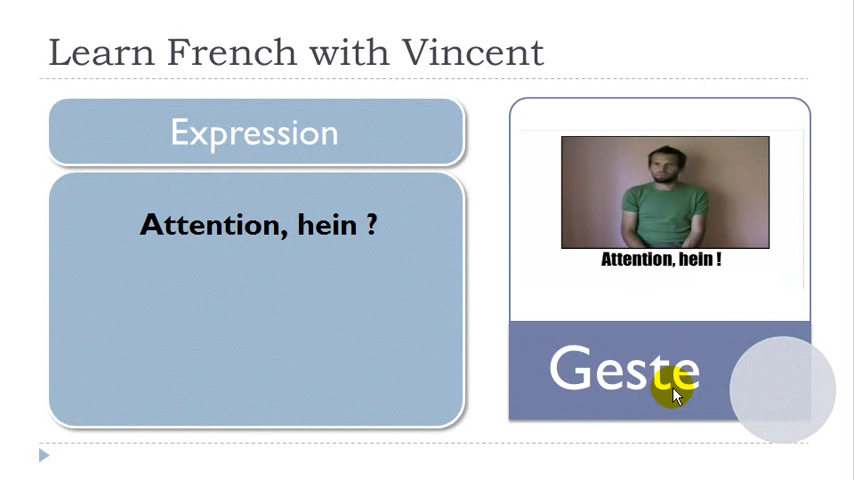 Learn French with Vincent
Expression
Attention, hein ?
Attention, hein !
Geste